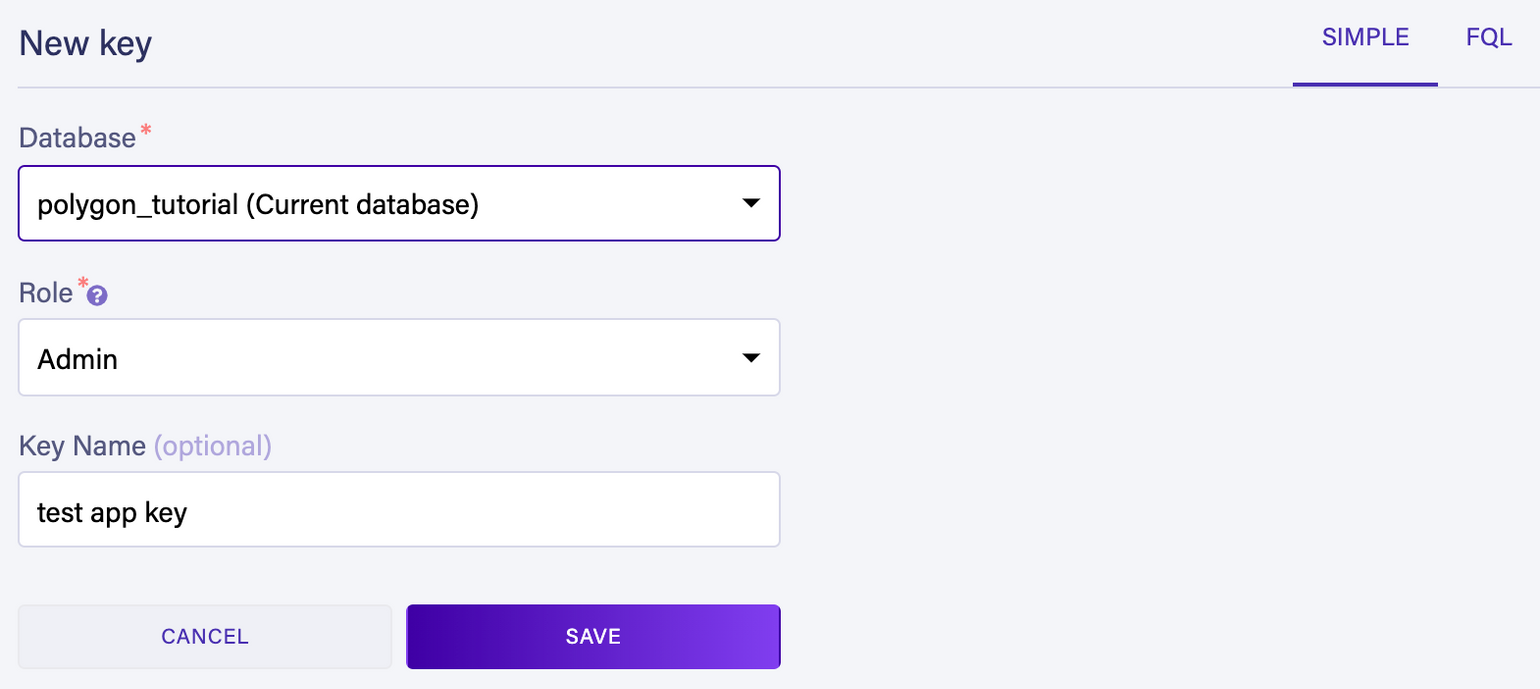 New key
SIMPLE
FQL
Database*
polygon_tutorial (Current database)
Role*?
Admin
Key Name (optional)
test app key
CANCEL
SAVE